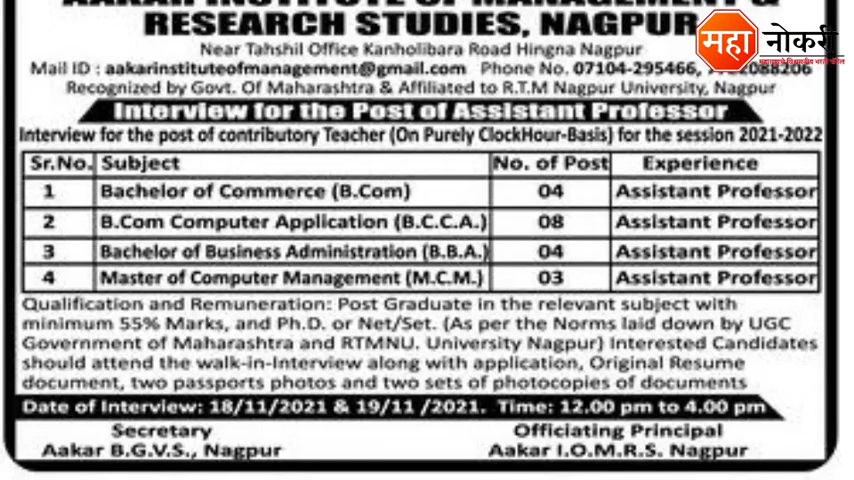 AAKAR INSTITUTE OF MANAGEMENT &
RESEARCH STUDIES, NAGPUR
महा नोकरी
Near Tahshil Office Kanholibara Road Hingna Nagpur
Mail ID : aakarinstituteofmanagement@gmail.com Phone No. 07104-295466,
Recognized by Govt. Of Maharashtra & Affiliated to R.T.M Nagpur University, Nagpur
Interview for the Post of Assistant Professor
Interview for the post of contributory Teacher (On Purely ClockHour-Basis) for the session 2021-2022
Sr.No. Subject No. of Post Experience
1 Bachelor of Commerce (B.Com) 04 Assistant Professor
2 B.Com Computer Application (B.C.C.A.) 08 Assistant Professor
3 Bachelor of Business Administration (B.B.A.) 04 Assistant Professor
4 Master of Computer Management (M.C.M.) 03 Assistant Professor
Qualification and Remuneration: Post Graduate in the relevant subject with
minimum 55% Marks, and Ph.D. or Net/Set. (As per the Norms laid down by UGC
Government of Maharashtra and RTMNU. University Nagpur) Interested Candidates
should attend the walk-in-Interview along with application, Original Resume
document, two passports photos and two sets of photocopies of documents
Date of Interview: 18/11/2021 & 19/11 /2021. Time: 12.00 pm to 4.00 pm
Secretary Officiating Principal
Aakar B.G.V.S., Nagpur Aakar I.O.M.R.S. Nagpur